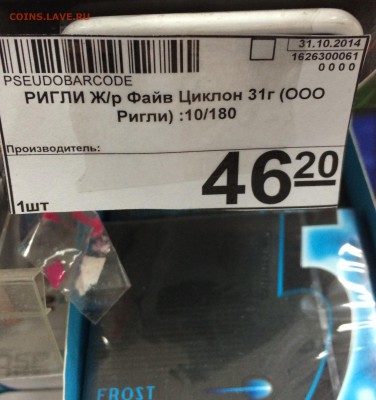 COINS.LAVE.RU
31.10.2014
1626300061
0000
PSEUDOBARCODE
РИГЛИ Ж/р Файв Циклон 31г (ООО
Ригли) :10/180
Производитель:
46 20
1шт
FROST